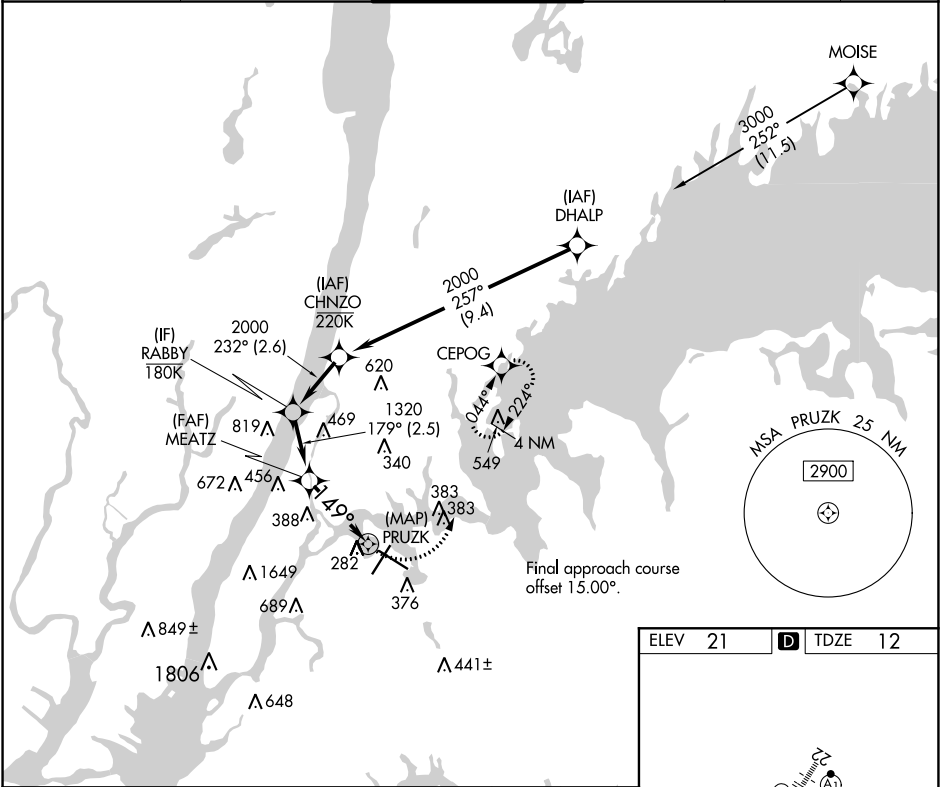 MOISE
3000
252°
(11.5)
(IAF)
DHALP
2000
257°
(9.4)
(IAF)
CHNZO
220K
2000
232° (2.6)
(IF)
RABBY
180K
CEPOG
620
044°
224°
4 NM
549
819
469
1320
179° (2.5)
340
(FAF)
MEATZ
672
456
388
149°
383
383
(MAP)
PRUZK
282
376
1649
689
849±
1806
648
441±
Final approach course
offset 15.00°.
MSA PRUZK 25 NM
2900
ELEV 21
D
TDZE 12
22
A1